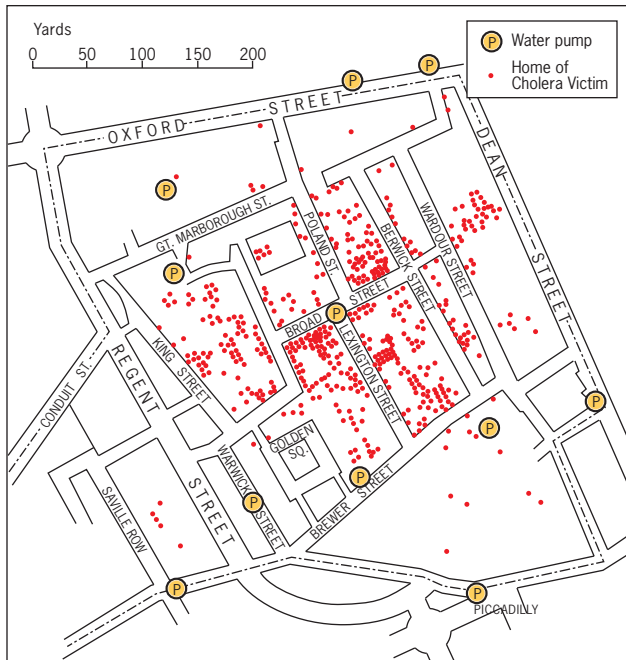 Yards
0 50 100 150 200
P Water pump
P Home of
Cholera Victim
OXFORD STREET
P
P
DEAN STREET
P
GT. MARBOROUGH ST.
POLAND ST.
BERWICK STREET
WARDOUR STREET
P
BROAD STREET
P
LEXINGTON STREET
KING STREET
REGENT STREET
CONDUIT ST.
P
P
GOLDEN
SQ.
WARWICK STREET
P
P
BREWER STREET
SAVILLE ROW
P
P
PICCADILLY